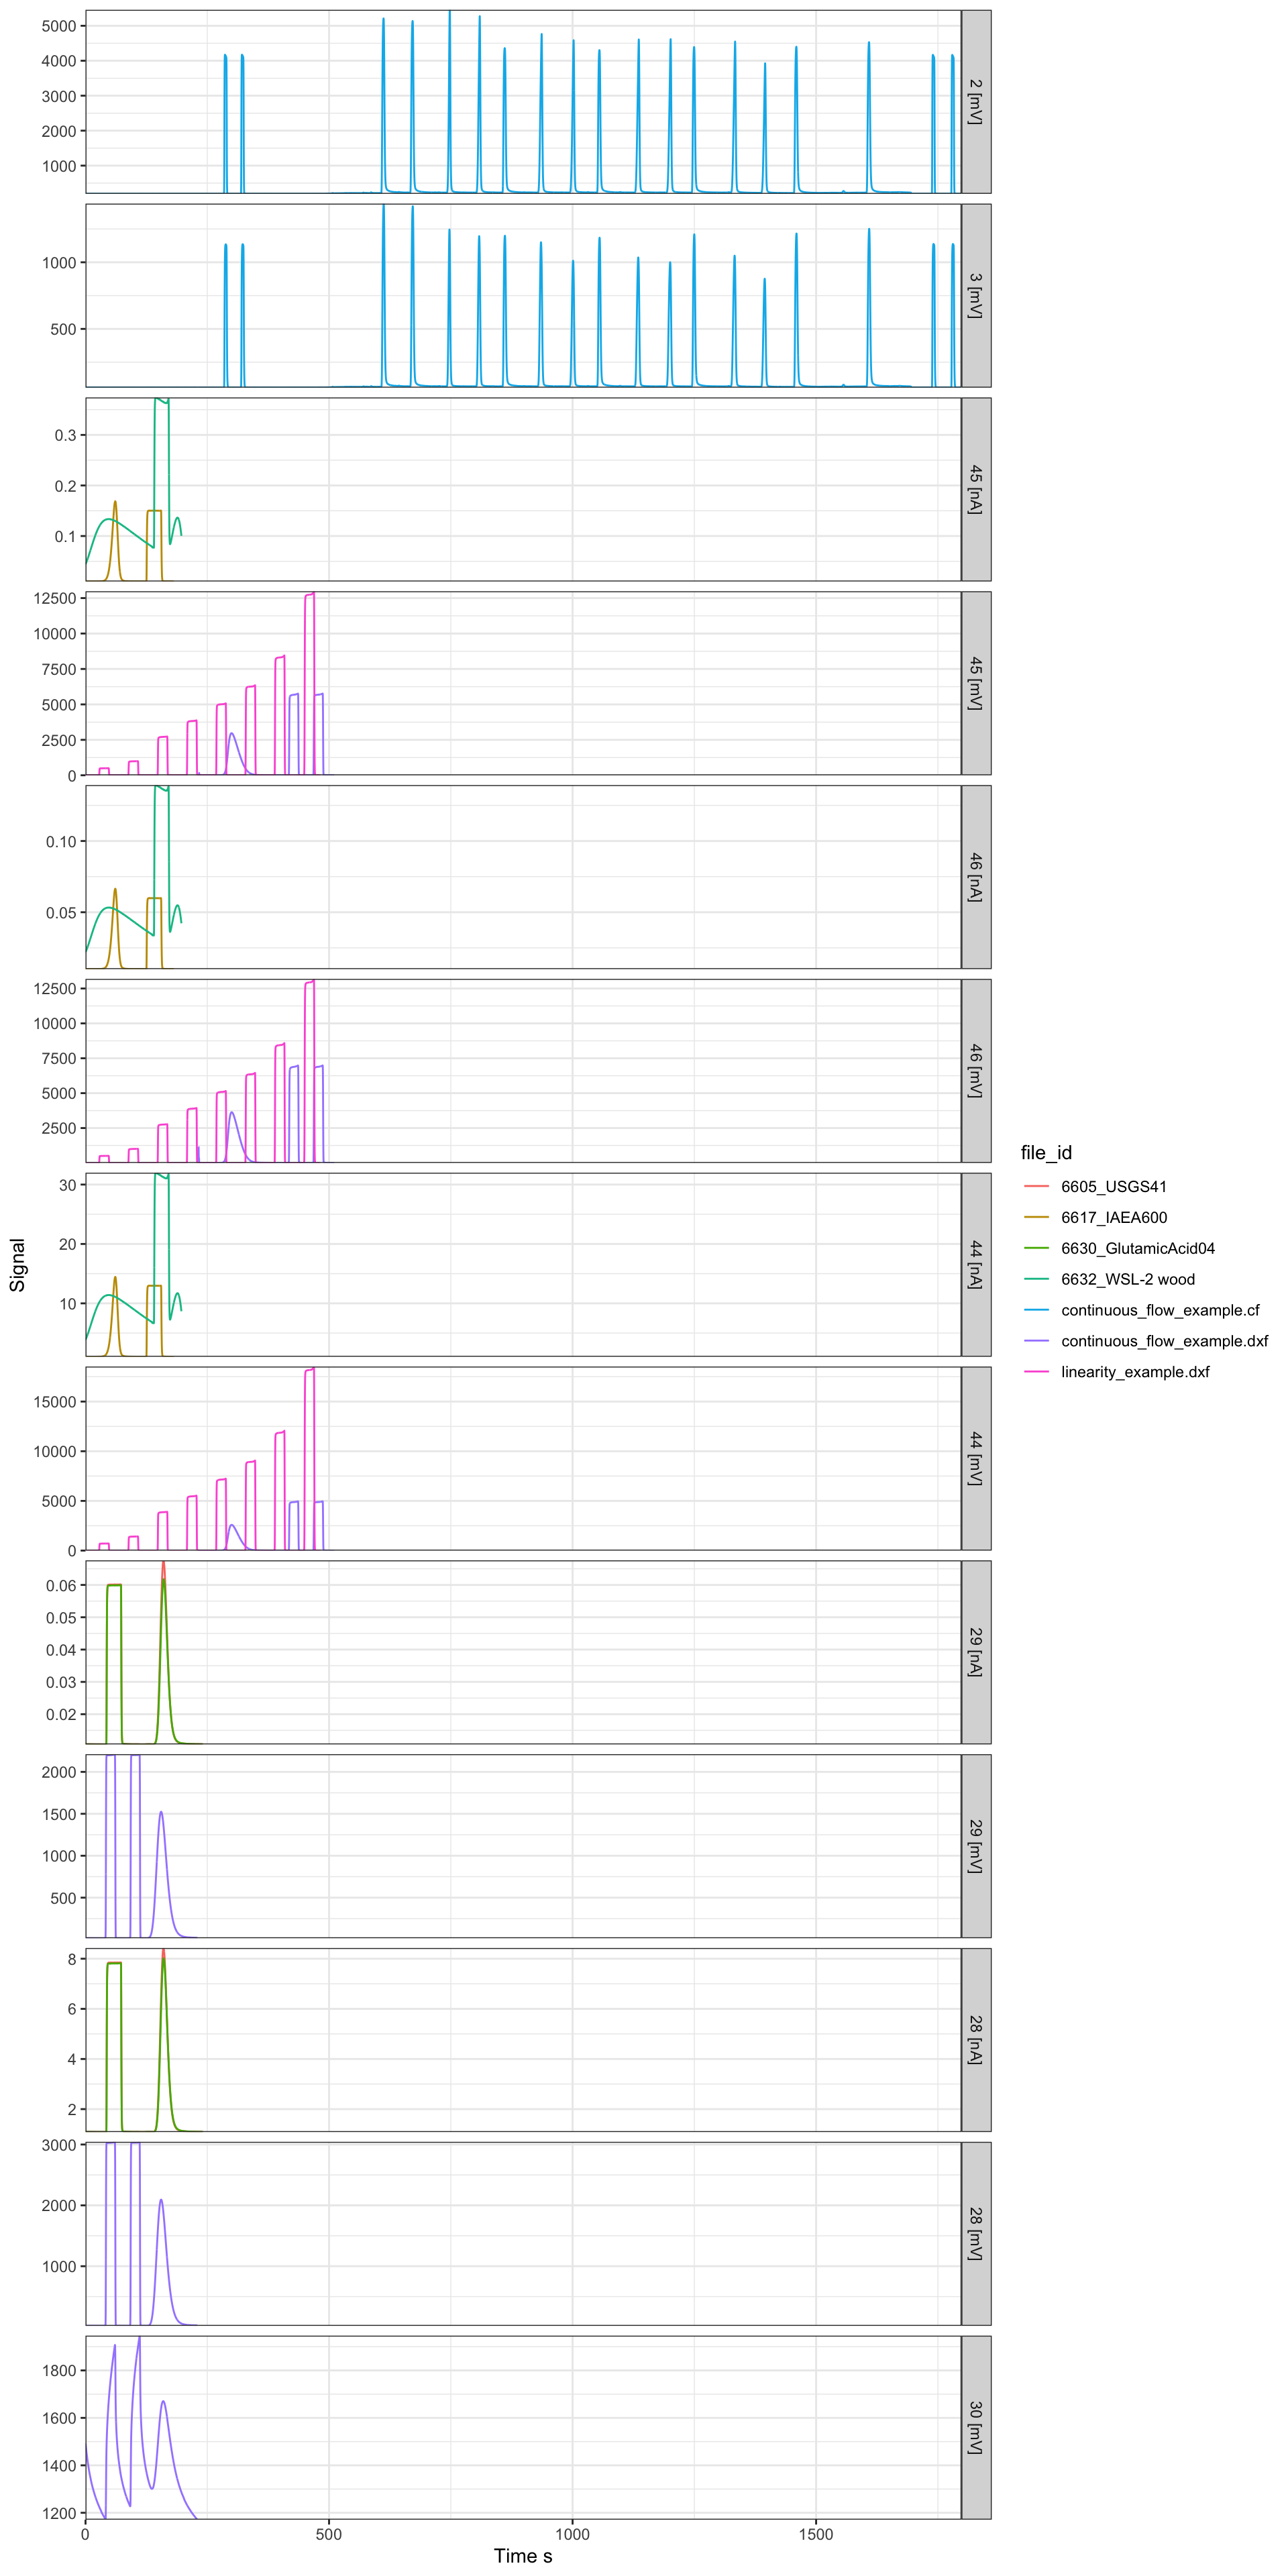 5000
4000
3000
2000
1000
2 [mV]
1000
500
3 [mV]
0.3
0.2
0.1
45 [nA]
12500
10000
7500
5000
2500
0
45 [mV]
0.10
0.05
46 [nA]
12500
10000
7500
5000
2500
46 [mV]
30
20
10
44 [nA]
15000
10000
5000
0
44 [mV]
0.06
0.05
0.04
0.03
0.02
29 [nA]
2000
1500
1000
500
29 [mV]
8
6
4
2
28 [nA]
3000
2000
1000
28 [mV]
1800
1600
1400
1200
30 [mV]
0 500 1000 1500
Time s
Signal
file_id
6605_USGS41
6617_IAEA600
6630_GlutamicAcid04
6632_WSL-2 wood
continuous_flow_example.cf
continuous_flow_example.dxf
linearity_example.dxf